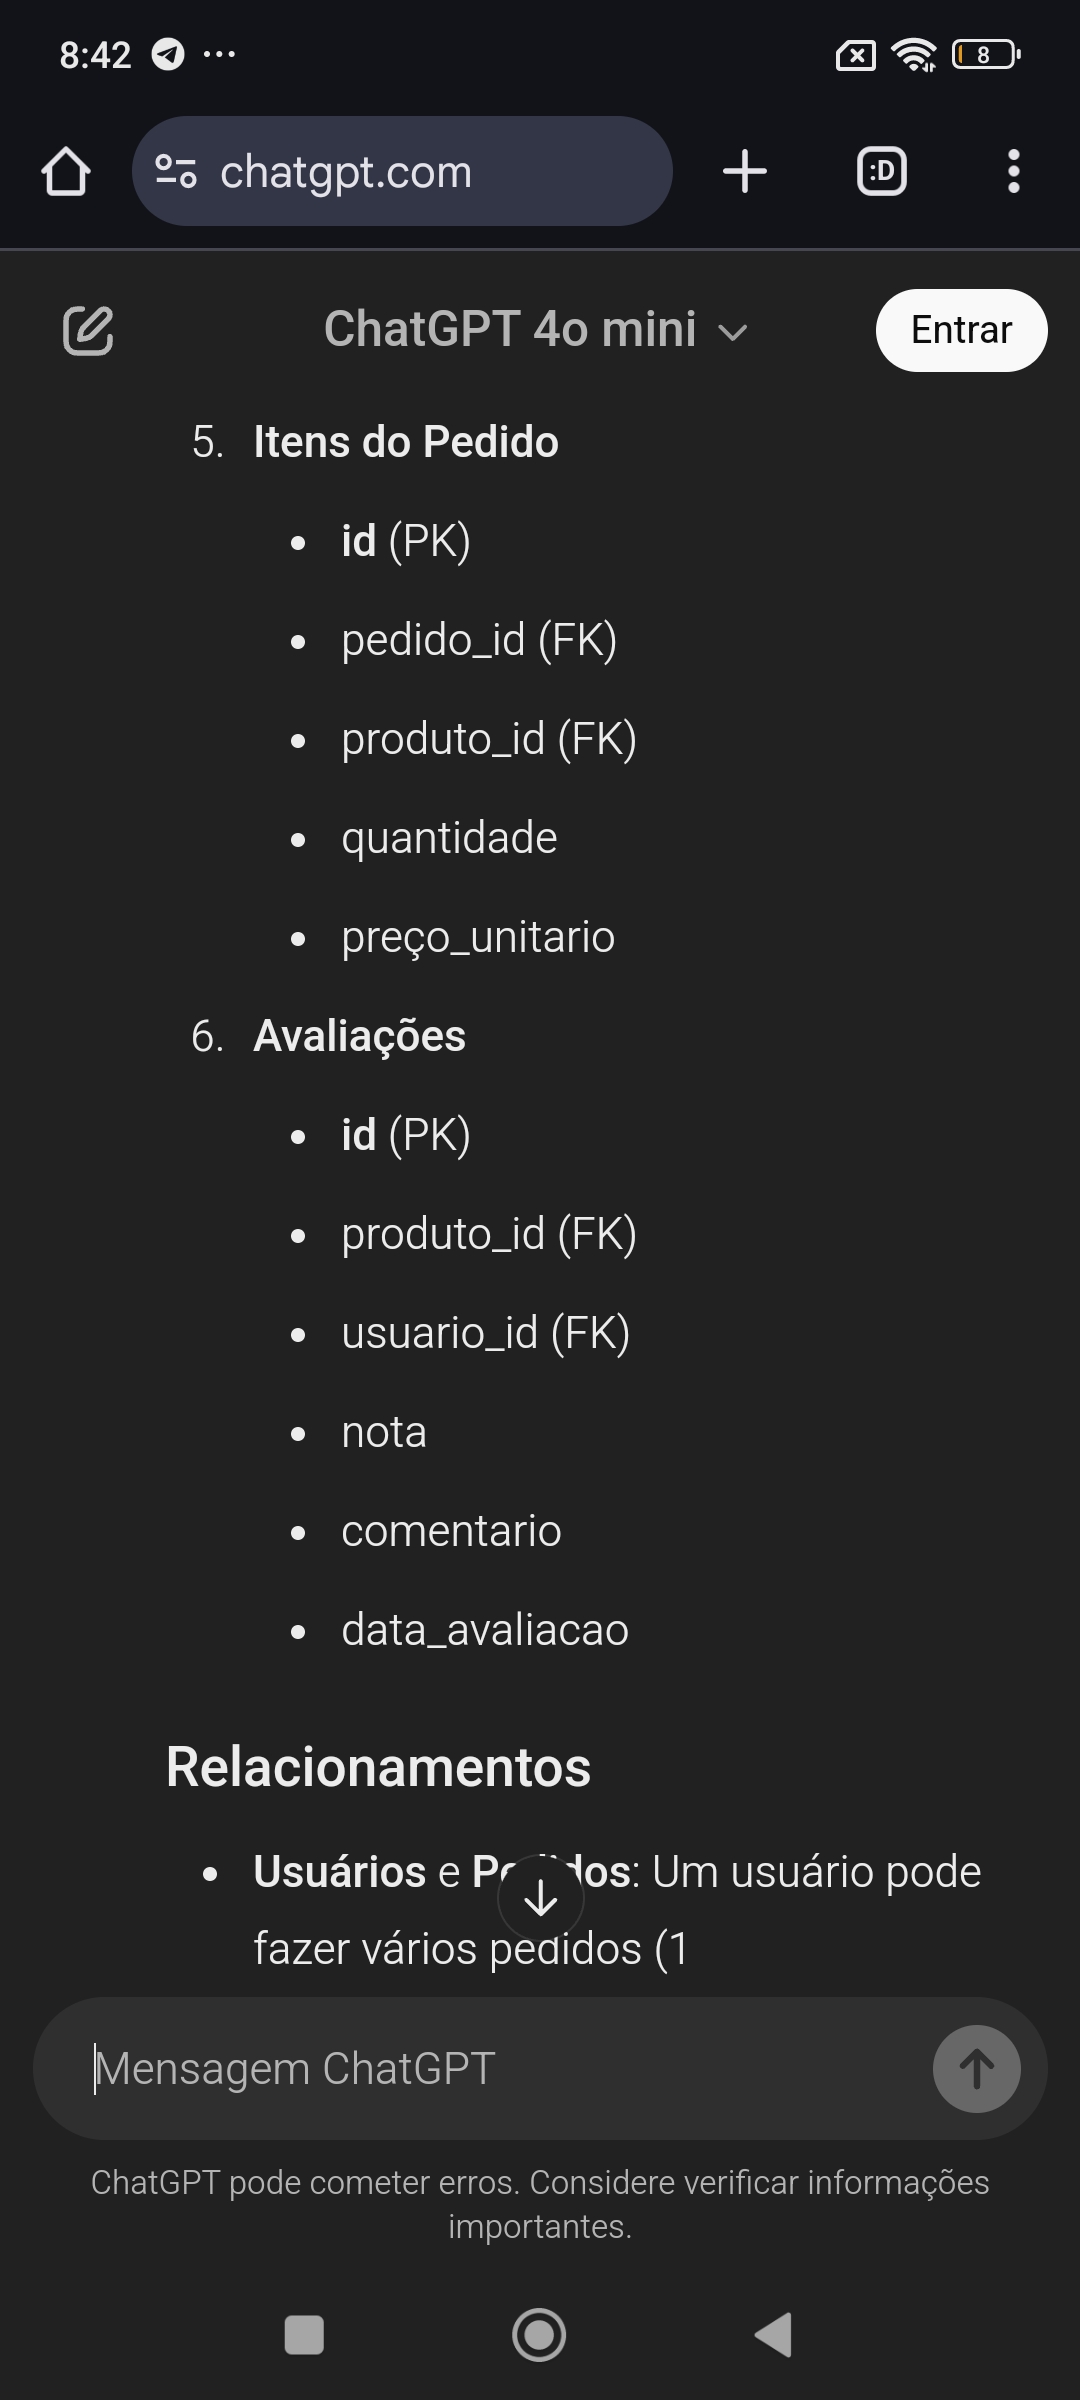 8:42
8
chatgpt.com
:D
ChatGPT 4o mini
Entrar
5. Itens do Pedido
id (PK)
pedido_id (FK)
produto_id (FK)
quantidade
preço_unitario
6. Avaliações
id (PK)
produto_id (FK)
usuario_id (FK)
nota
comentario
data_avaliacao
Relacionamentos
Usuários e Pedidos: Um usuário pode
fazer vários pedidos (1
Mensagem ChatGPT
ChatGPT pode cometer erros. Considere verificar informações
importantes.